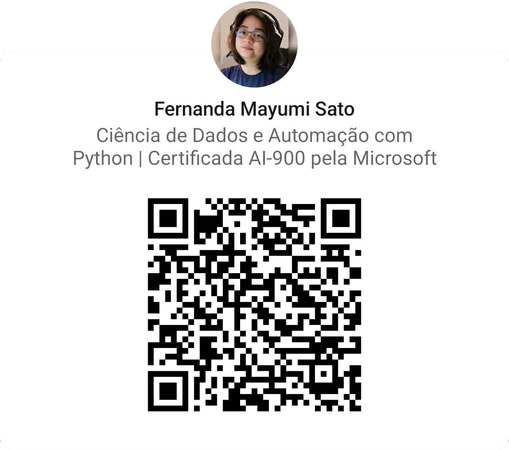 Fernanda Mayumi Sato
Ciência de Dados e Automação com
Python | Certificada AI-900 pela Microsoft